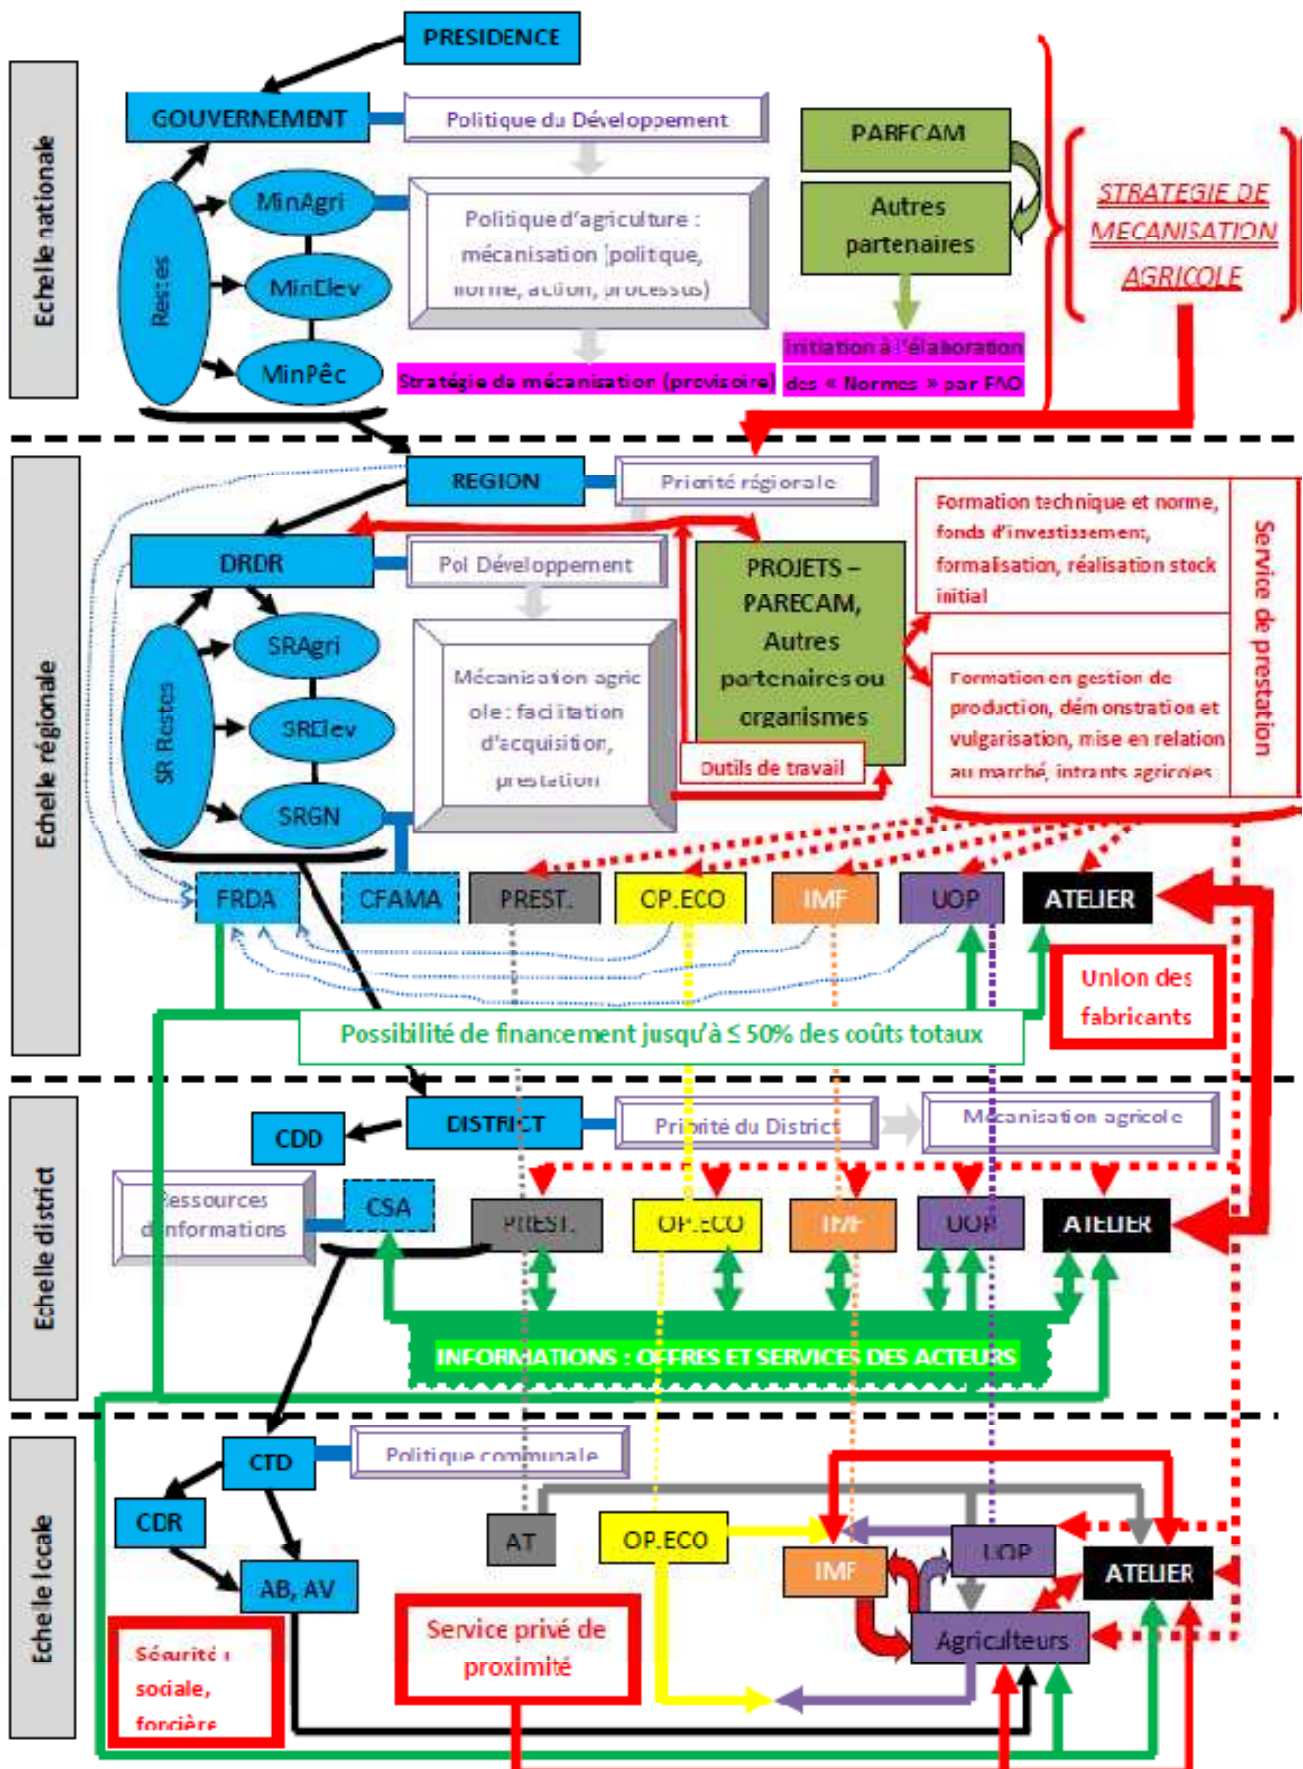 Echelle nationale
PRESIDENCE
GOUVERNEMENT
Politique du Développement
PARECAM
Restes
MinAgri
MinElev
MinPêc
Politique d'agriculture :
mécanisation (politique,
norme, action, processus)
Autres
partenaires
STRATEGIE DE
MECANISATION
AGRICOLE
Stratégie de mécanisation (provisoire)
Initiation à l'élaboration
des « Normes » par FAO
Echelle régionale
REGION
Priorité régionale
DRDR
Pol Développement
SR Restes
SRAgri
SRElev
SRGN
Mécanisation agric
ole : facilitation
d'acquisition,
prestation
PROJETS –
PARECAM,
Autres
partenaires ou
organismes
Outils de travail
Formation technique et norme,
fonds d'investissement,
formalisation, réalisation stock
initial
Formation en gestion de
production, démonstration et
vulgarisation, mise en relation
au marché, intrants agricoles
Service de prestation
FRDA
CFAMA
PREST.
OP.ECO
IMF
UOP
ATELIER
Union des
fabricants
Possibilité de financement jusqu'à ≤ 50% des coûts totaux
Echelle district
CDD
DISTRICT
Priorité du District
Mécanisation agricole
Ressources
d'informations
CSA
PREST.
OP.ECO
IMF
UOP
ATELIER
INFORMATIONS : OFFRES ET SERVICES DES ACTEURS
Echelle locale
CTD
Politique communale
CDR
AB, AV
AT
OP.ECO
IMF
UOP
ATELIER
Agriculteurs
Sécurité :
sociale,
foncière
Service privé de
proximité